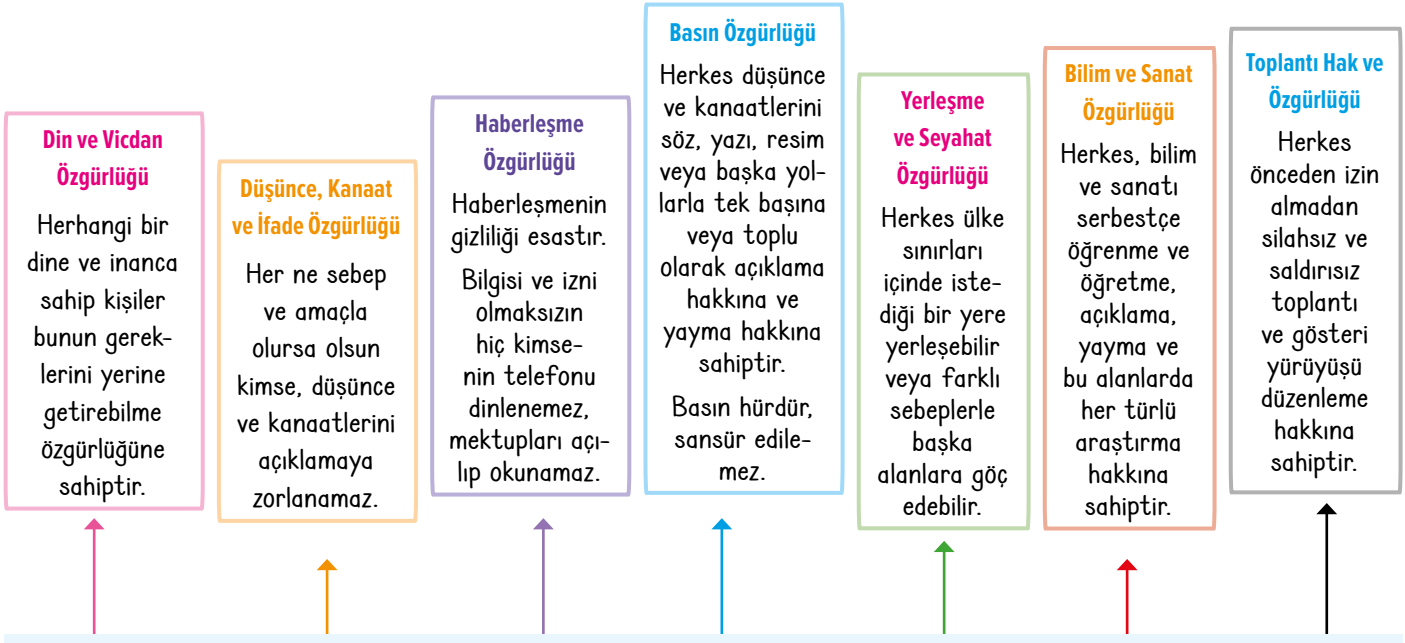 Din ve Vicdan
Özgürlüğü
Herhangi bir
dine ve inanca
sahip kişiler
bunun gerek-
lerini yerine
getirebilme
özgürlüğüne
sahiptir.
Düşünce, Kanaat
ve İfade Özgürlüğü
Her ne sebep
ve amaçla
olursa olsun
kimse, düşünce
ve kanaatlerini
açıklamaya
zorlanamaz.
Haberleşme
Özgürlüğü
Haberleşmenin
gizliliği esastır.
Bilgisi ve izni
olmaksızın
hiç kimse-
nin telefonu
dinlenemez,
mektupları açı-
lıp okunamaz.
Basın Özgürlüğü
Herkes düşünce
ve kanaatlerini
söz, yazı, resim
veya başka yol-
larla tek başına
veya toplu
olarak açıklama
hakkına ve
yayma hakkına
sahiptir.
Basın hürdür,
sansür edile-
mez.
Yerleşme
ve Seyahat
Özgürlüğü
Herkes ülke
sınırları
içinde iste-
diği bir yere
yerleşebilir
veya farklı
sebeplerle
başka
alanlara göç
edebilir.
Bilim ve Sanat
Özgürlüğü
Herkes, bilim
ve sanatı
serbestçe
öğrenme ve
öğretme,
açıklama,
yayma ve
bu alanlarda
her türlü
araştırma
hakkına
sahiptir.
Toplantı Hak ve
Özgürlüğü
Herkes
önceden izin
almadan
silahsız ve
saldırısız
toplantı
ve gösteri
yürüyüşü
düzenleme
hakkına
sahiptir.